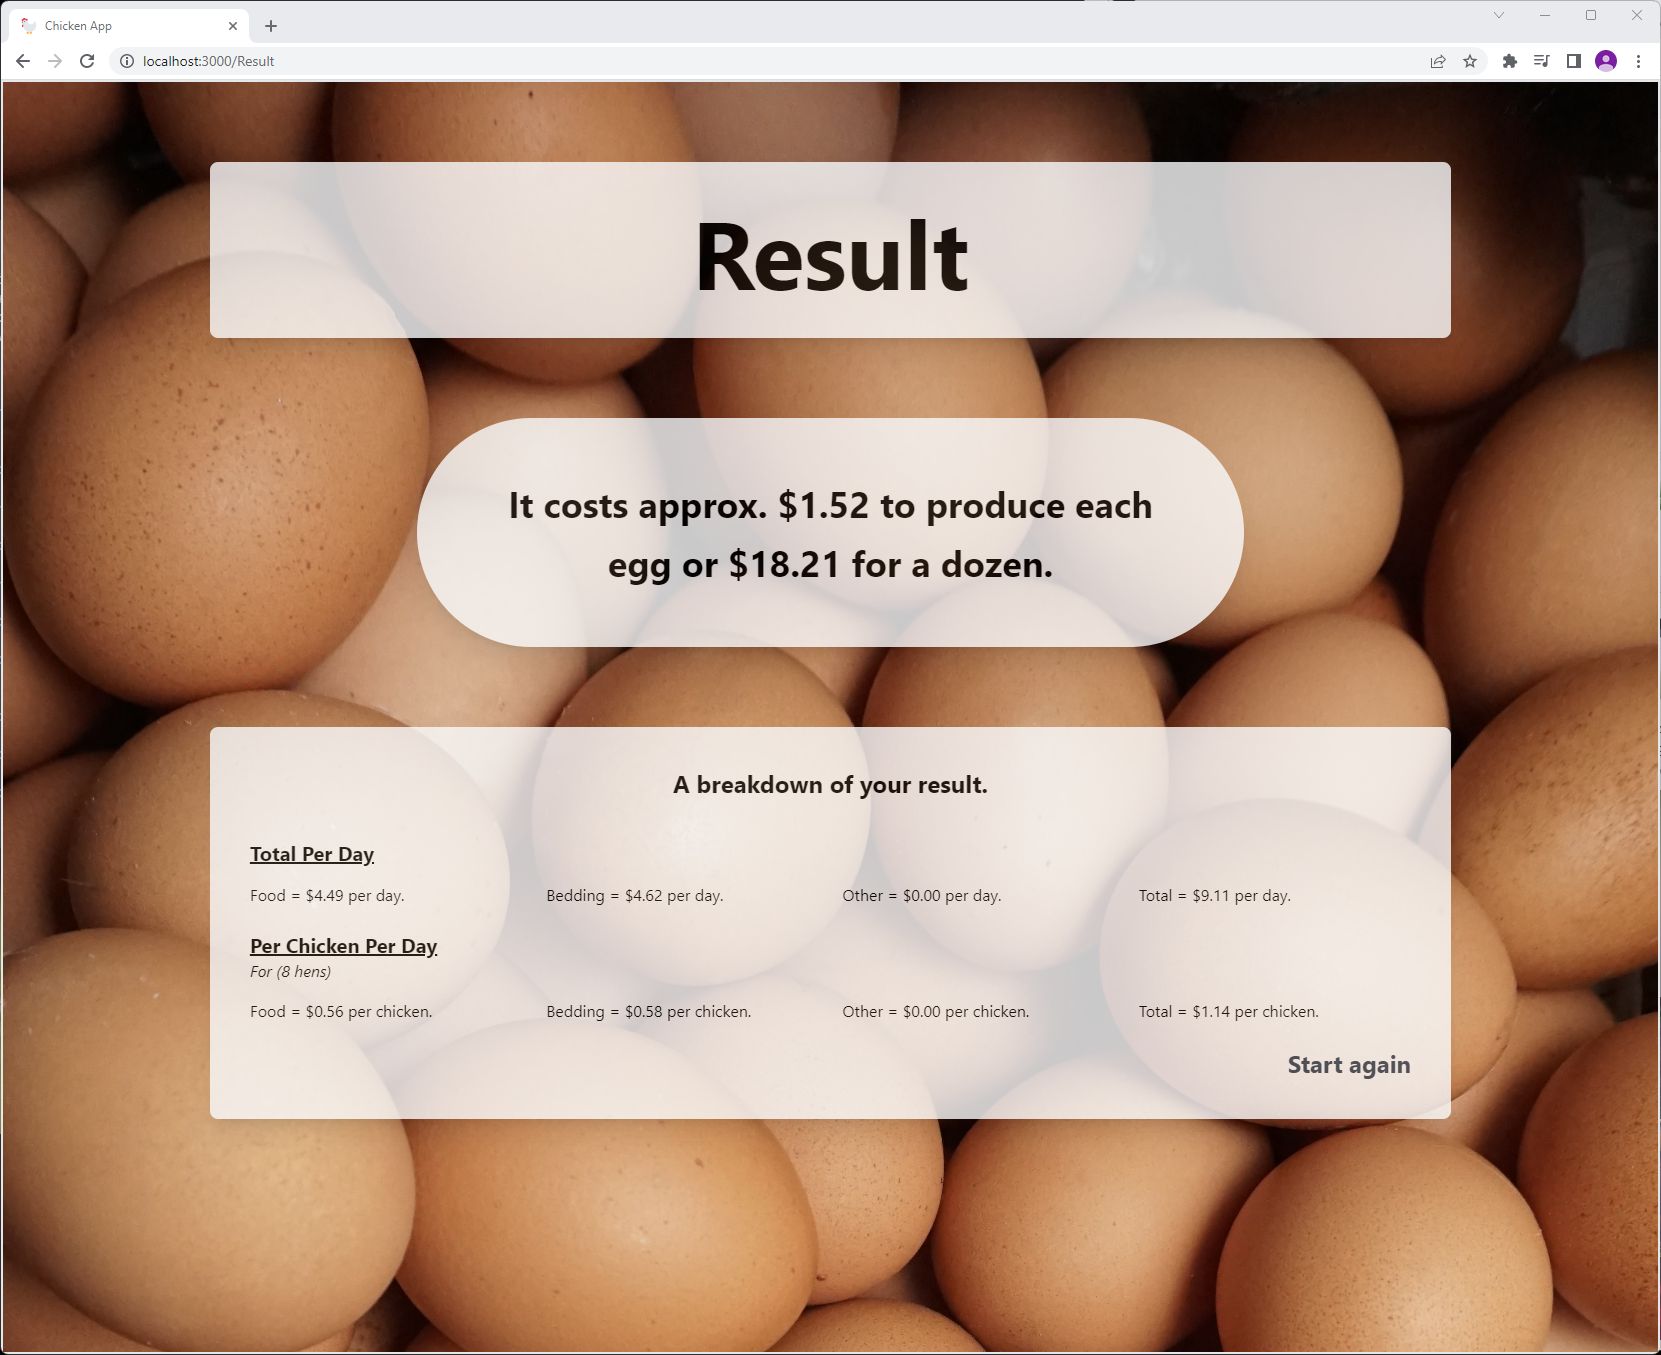 Chicken App
localhost:3000/Result
Result
It costs approx. $1.52 to produce each
egg or $18.21 for a dozen.
A breakdown of your result.
Total Per Day
Food = $4.49 per day. Bedding = $4.62 per day. Other = $0.00 per day. Total = $9.11 per day.
Per Chicken Per Day
For (8 hens)
Food = $0.56 per chicken. Bedding = $0.58 per chicken. Other = $0.00 per chicken. Total = $1.14 per chicken.
Start again